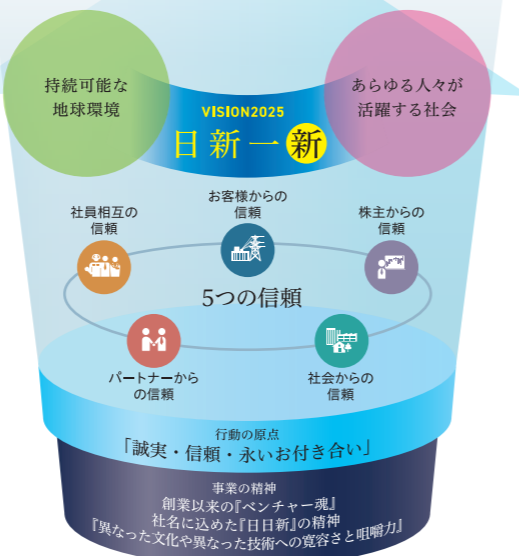 持続可能な
地球環境
あらゆる人々が
活躍する社会
VISION2025
日新一新
お客様からの
信頼
社員相互の
信頼
株主からの
信頼
5つの信頼
パートナーから
の信頼
社会からの
信頼
行動の原点
「誠実・信頼・永いお付き合い」
事業の精神
創業以来の『ベンチャー魂』
社名に込めた『日日新』の精神
『異なった文化や異なった技術への寛容さと咀嚼力』